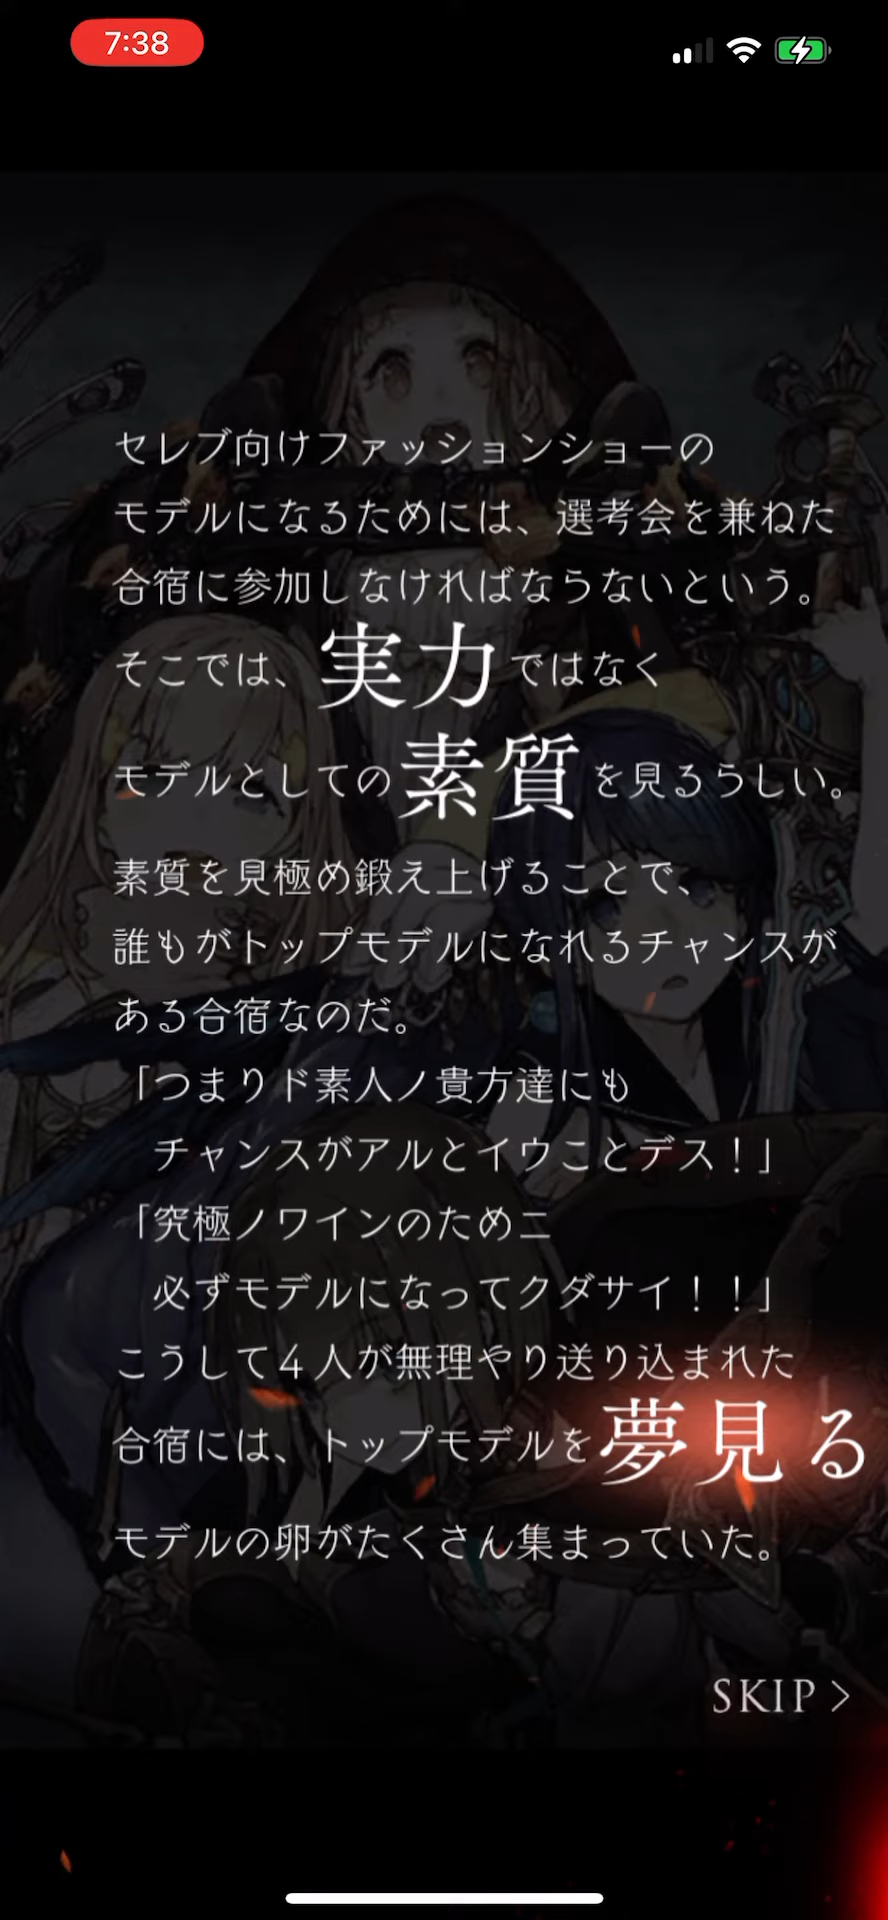 7:38
セレブ向けファッションショーの
モデルになるためには、選考会を兼ねた
合宿に参加しなければならないという。
そこでは、実力ではなく
モデルとしての素質を見るらしい。
素質を見極め鍛え上げることで、
誰もがトップモデルになれるチャンスが
ある合宿なのだ。
「つまりド素人ノ貴方達にも
チャンスがアルとイウことデス！」
「究極ノワインのためニ
必ずモデルになってクダサイ！！」
こうして４人が無理やり送り込まれた
合宿には、トップモデルを夢見る
モデルの卵がたくさん集まっていた。
SKIP >